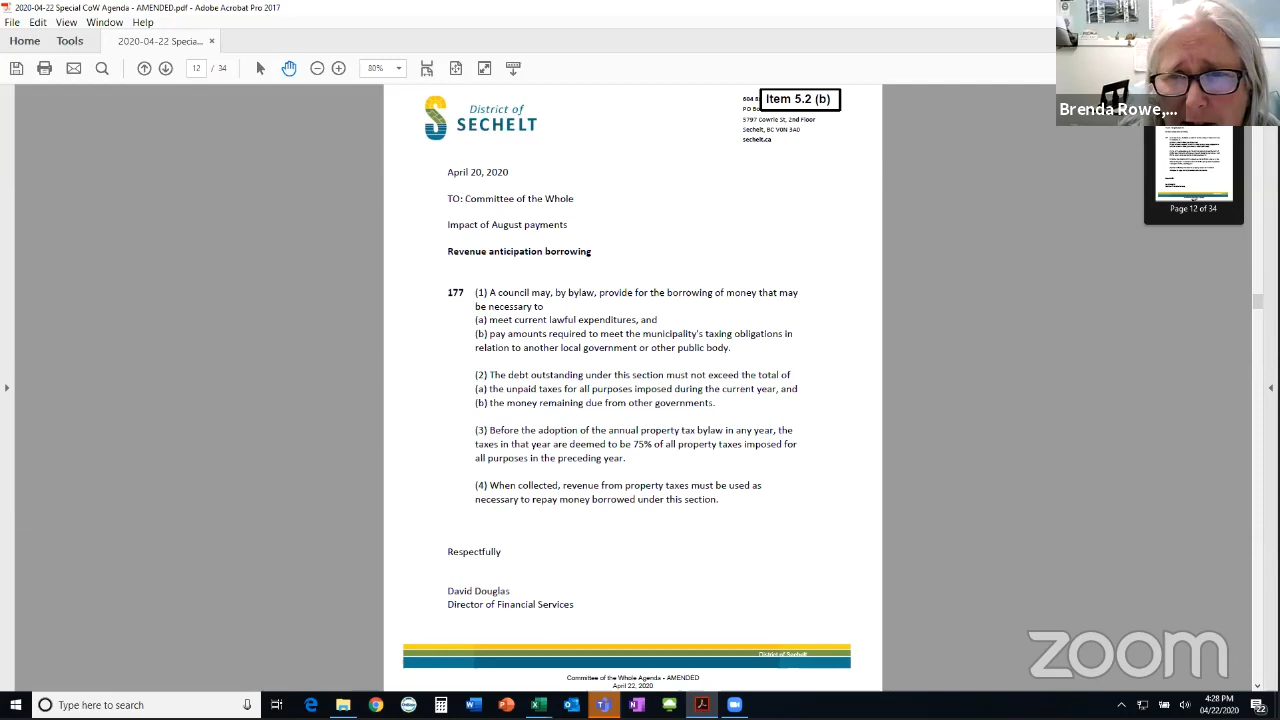 2020-04-22 Special CoW Agenda - AMENDED.pdf - Adobe Acrobat Pro 2017
File Edit View Window Help
Home Tools 2020-04-22 Specia... ×
12 / 34 80%
Brenda Rowe,...
Page 12 of 34
District of
SECHELT
Item 5.2 (b)
5797 Cowrie St, 2nd Floor
Sechelt, BC V0N 3A0
sechelt.ca
2020
TO: Committee of the Whole
Impact of August payments
Revenue anticipation borrowing
177 (1) A council may, by bylaw, provide for the borrowing of money that may
be necessary to
(a) meet current lawful expenditures, and
(b) pay amounts required to meet the municipality's taxing obligations in
relation to another local government or other public body.
(2) The debt outstanding under this section must not exceed the total of
(a) the unpaid taxes for all purposes imposed during the current year, and
(b) the money remaining due from other governments.
(3) Before the adoption of the annual property tax bylaw in any year, the
taxes in that year are deemed to be 75% of all property taxes imposed for
all purposes in the preceding year.
(4) When collected, revenue from property taxes must be used as
necessary to repay money borrowed under this section.
Respectfully
David Douglas
Director of Financial Services
District of Sechelt
Committee of the Whole Agenda - AMENDED
April 22, 2020
zoom
Type here to search
4:28 PM
04/22/2020
22